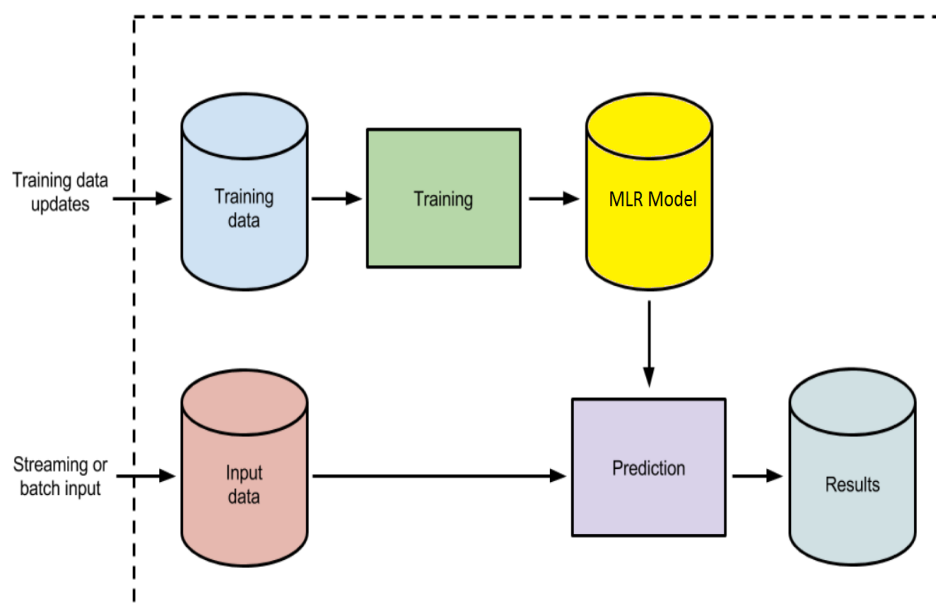 Training data
updates
Training
data
Training
MLR Model
Streaming or
batch input
Input
data
Prediction
Results